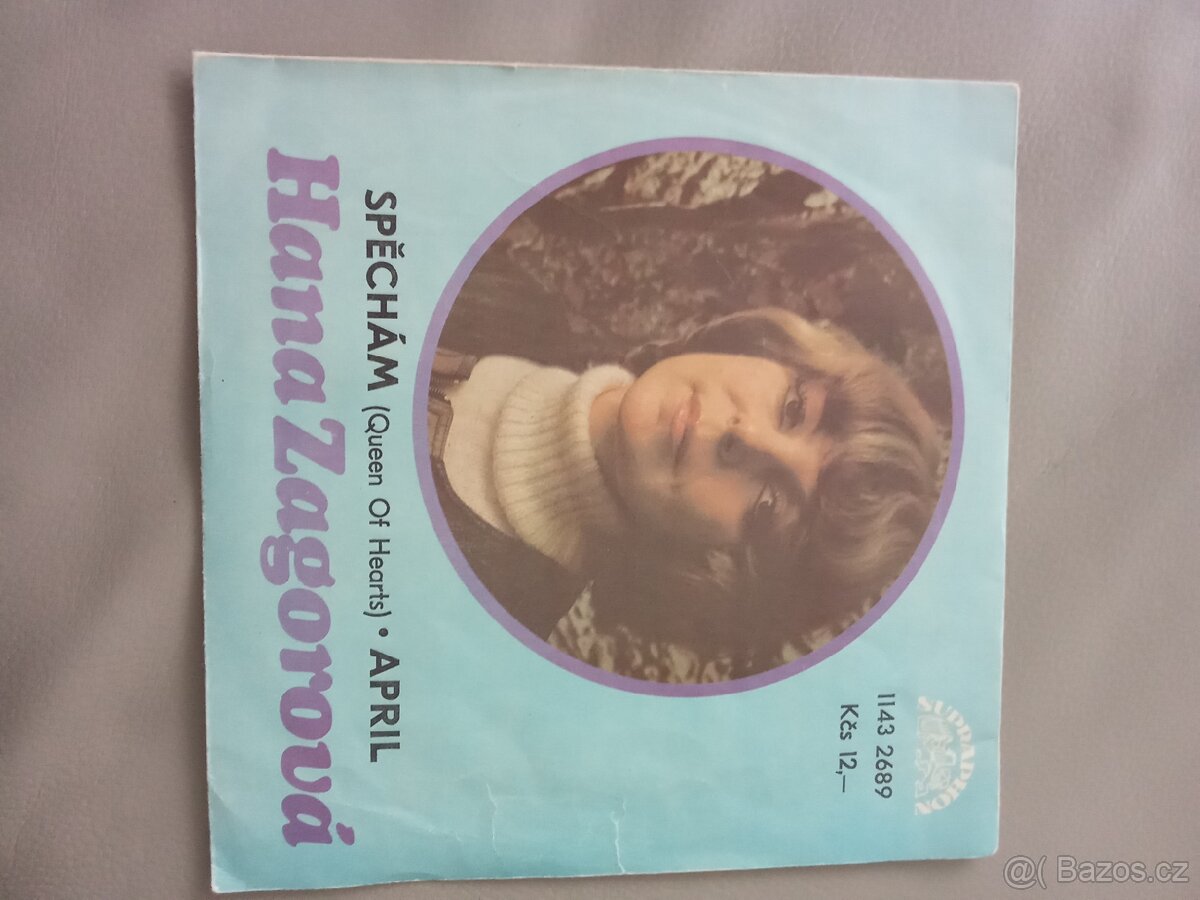 SUPRAPHON
1143 2689
Kčs 12,–
SPĚCHÁM (Queen Of Hearts) • APRIL
Hana Zagorová
@( Bazos.cz